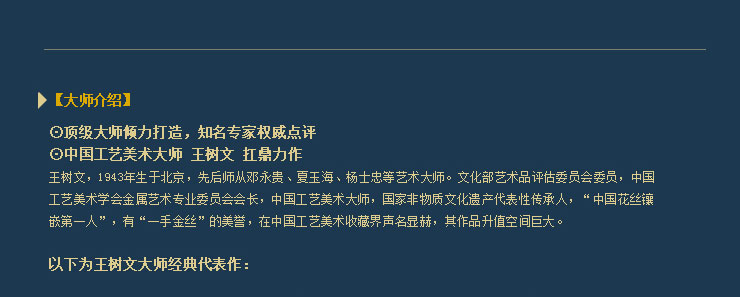 【大师介绍】
⊙顶级大师倾力打造，知名专家权威点评
⊙中国工艺美术大师 王树文 扛鼎力作
王树文，1943年生于北京，先后师从邓永贵、夏玉海、杨士忠等艺术大师。文化部艺术品评估委员会委员，中国
工艺美术学会金属艺术专业委员会会长，中国工艺美术大师，国家非物质文化遗产代表性传承人，“中国花丝镶
嵌第一人”，有“一手金丝”的美誉，在中国工艺美术收藏界声名显赫，其作品升值空间巨大。
以下为王树文大师经典代表作：